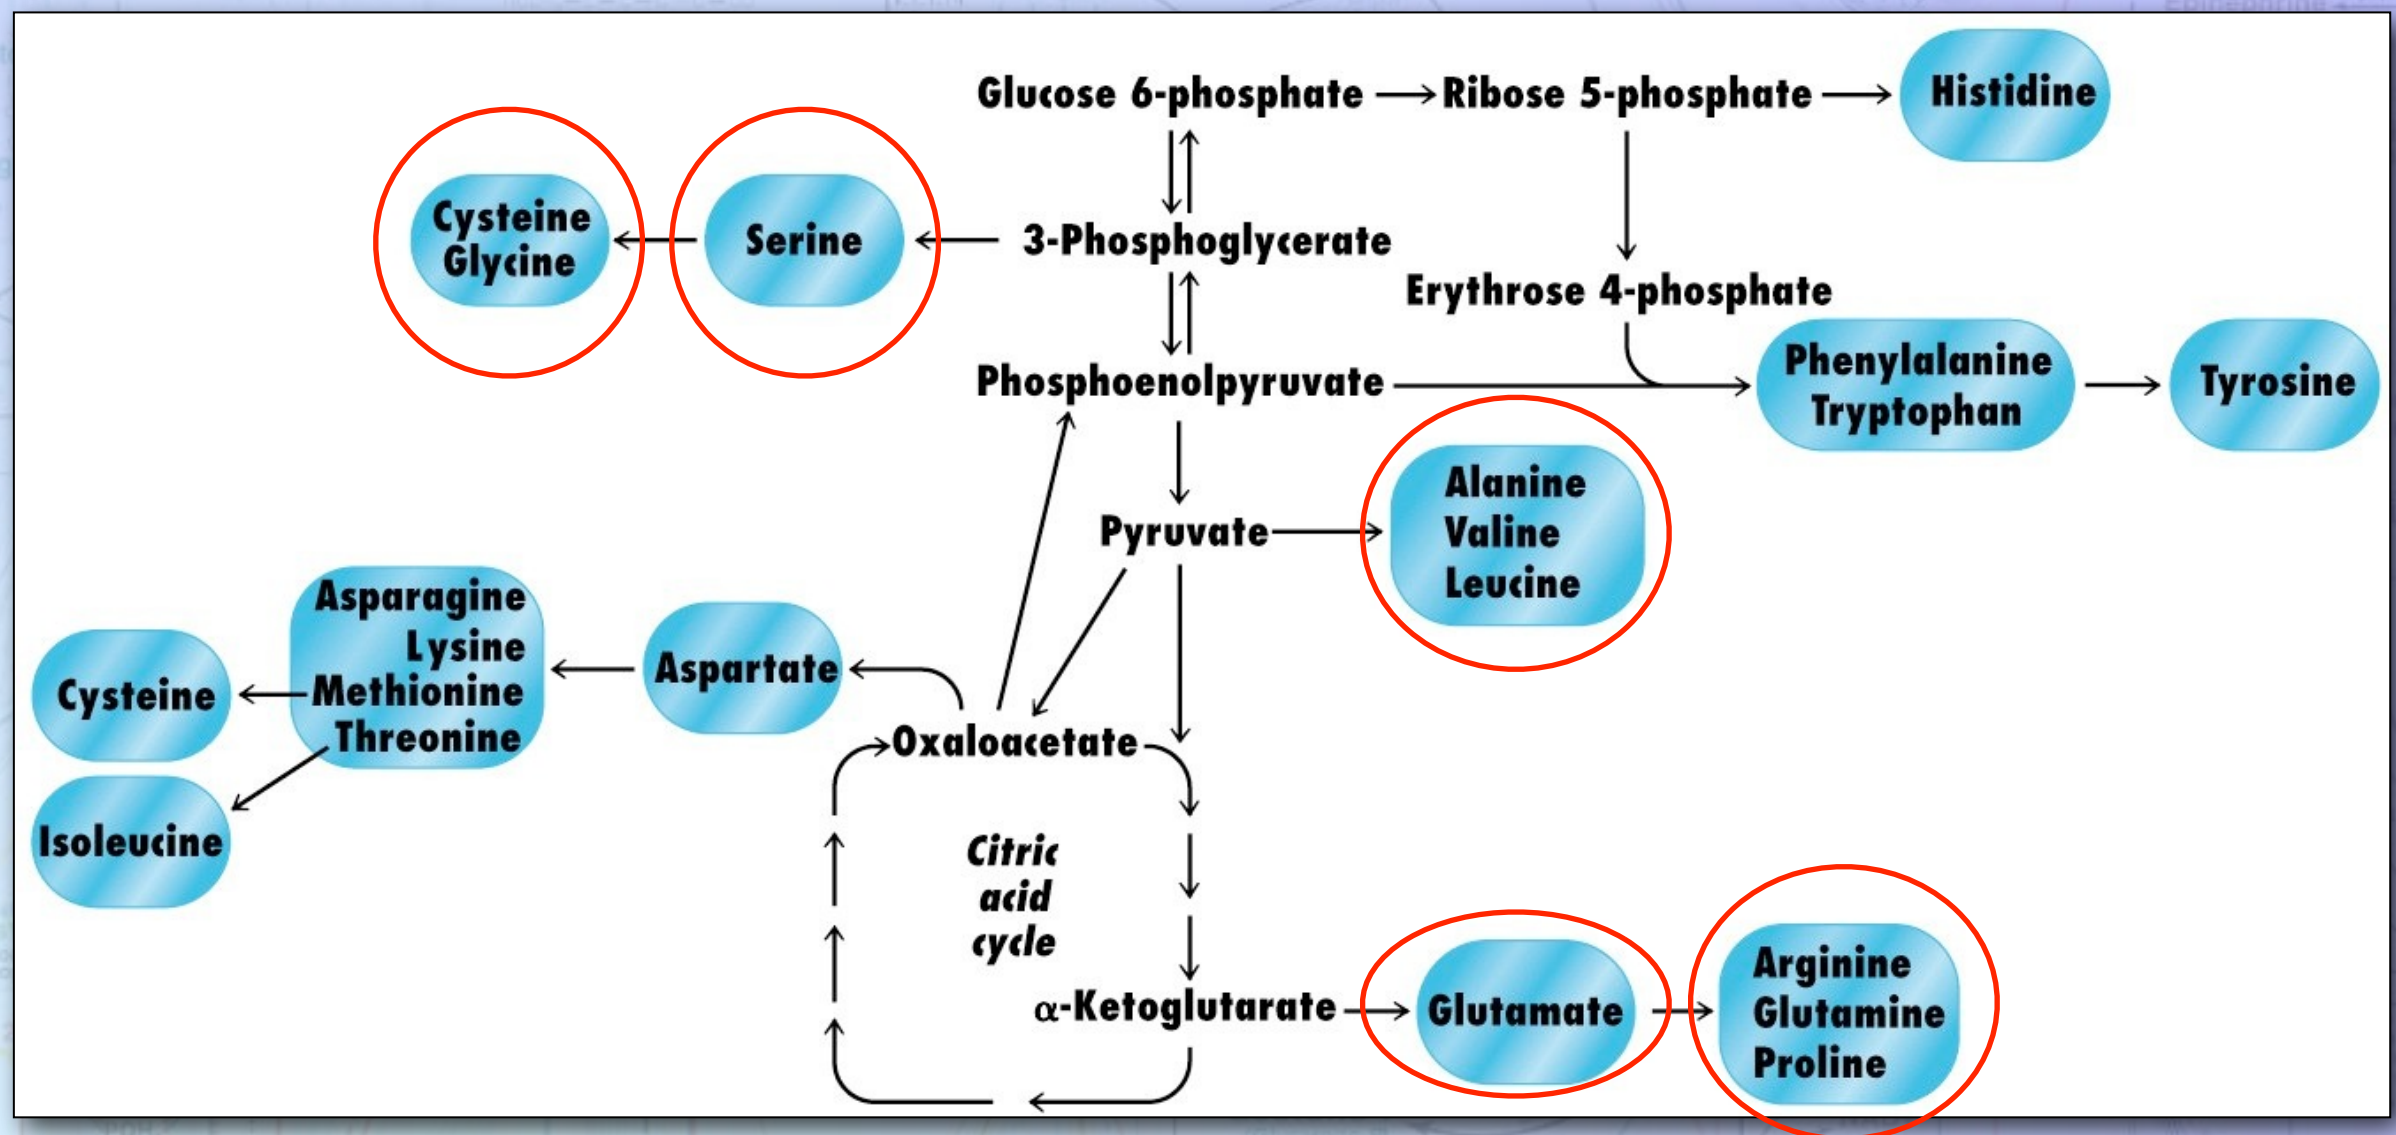 Glucose 6-phosphate
Ribose 5-phosphate
Histidine
Cysteine
Glycine
Serine
3-Phosphoglycerate
Erythrose 4-phosphate
Phosphoenolpyruvate
Phenylalanine
Tryptophan
Tyrosine
Pyruvate
Alanine
Valine
Leucine
Asparagine
Lysine
Methionine
Threonine
Cysteine
Isoleucine
Aspartate
Oxaloacetate
Citric
acid
cycle
α-Ketoglutarate
Glutamate
Arginine
Glutamine
Proline